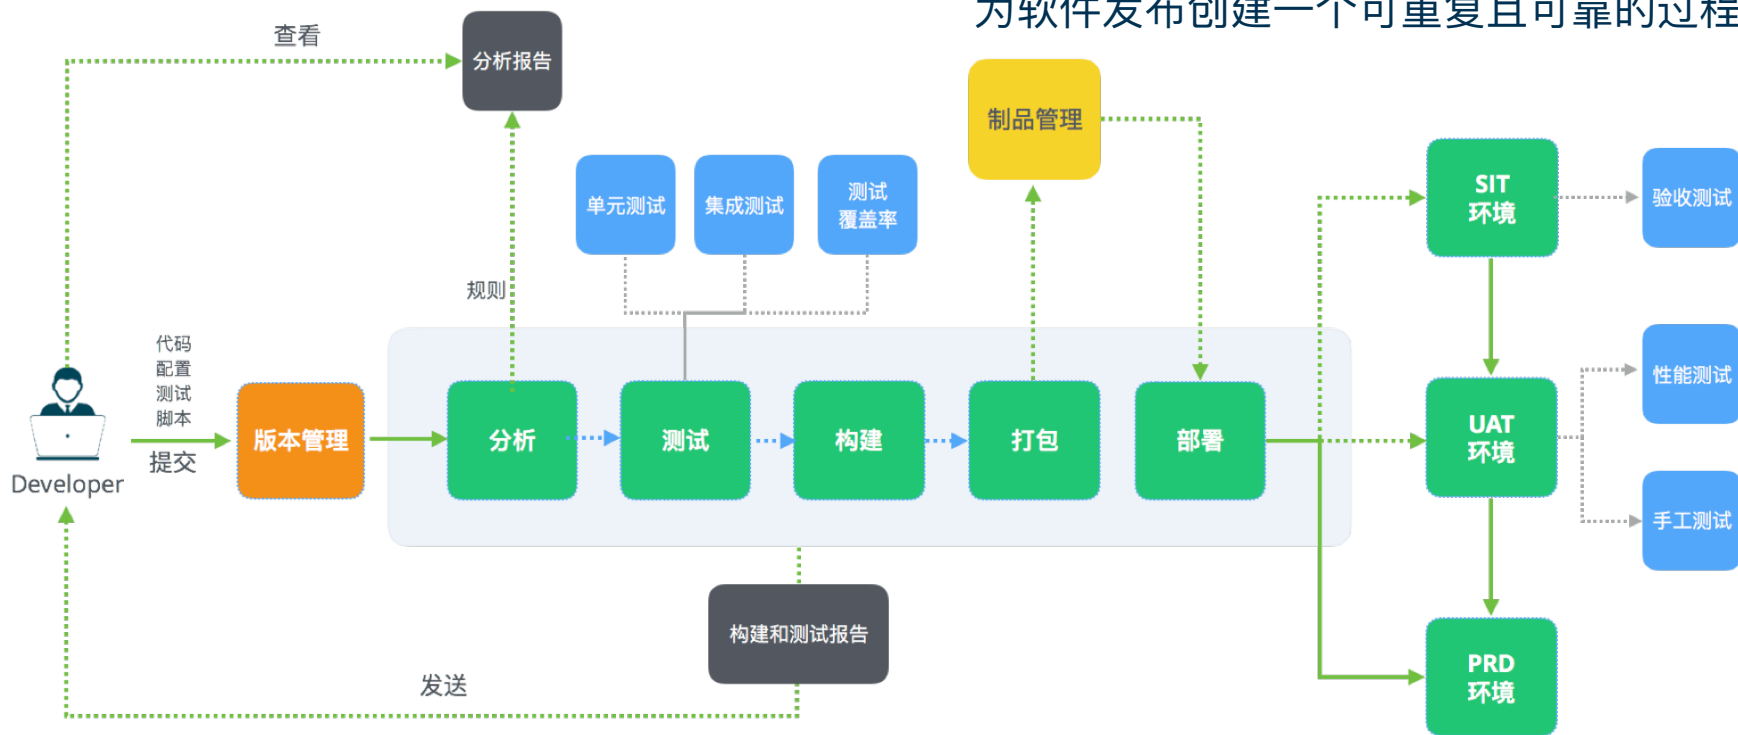 为软件发布创建一个可重复且可靠的过程
查看
分析报告
制品管理
单元测试
集成测试
测试
覆盖率
SIT
环境
验收测试
规则
代码
配置
测试
脚本
提交
Developer
版本管理
分析
测试
构建
打包
部署
UAT
环境
性能测试
手工测试
构建和测试报告
发送
PRD
环境